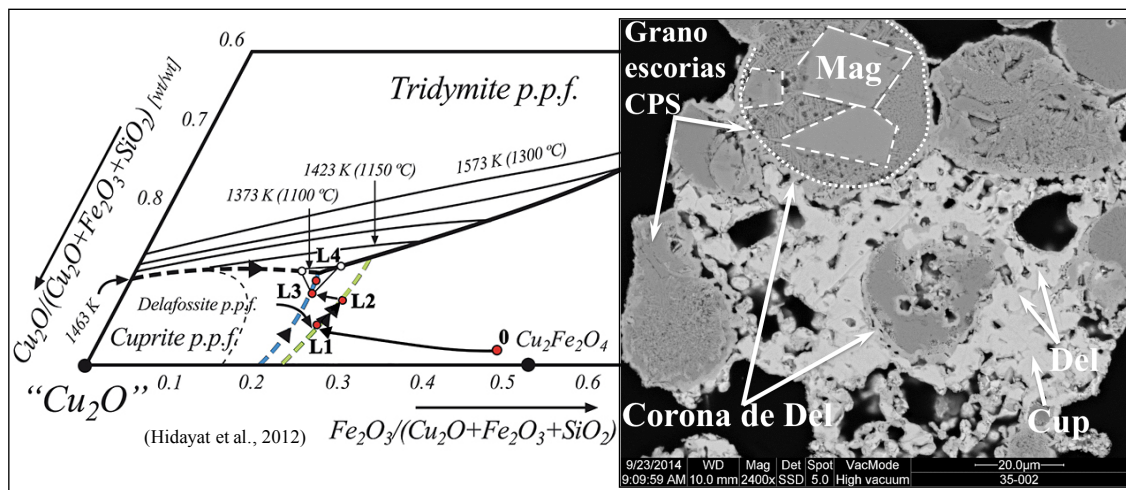 0.6
0.7
0.8
Cu2O/(Cu2O+Fe2O3+SiO2) [wt/wt]
Tridymite p.p.f.
1573 K (1300 ºC)
1423 K (1150 ºC)
1373 K (1100 ºC)
1463 K
L4
L3
L2
L1
Delafossite p.p.f.
Cuprite p.p.f.
0 Cu2Fe2O4
"Cu2O"
0.1 0.2 0.3 0.4 0.5 0.6
(Hidayat et al., 2012)
Fe2O3/(Cu2O+Fe2O3+SiO2)
Grano
escorias
CPS
Mag
Del
Corona de Del
Cup
9/23/2014 WD Mag Det Spot VacMode 20.0µm
9:09:59 AM 10.0 mm 2400x SSD 5.0 High vacuum 35-002